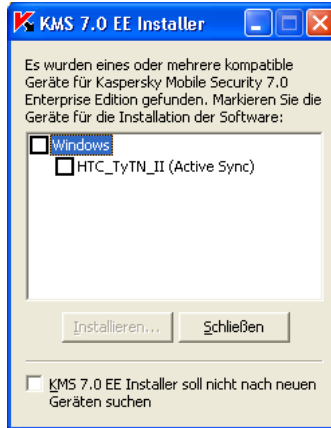 KMS 7.0 EE Installer
Es wurden eines oder mehrere kompatible
Geräte für Kaspersky Mobile Security 7.0
Enterprise Edition gefunden. Markieren Sie die
Geräte für die Installation der Software:
Windows
HTC_TyTN_II (Active Sync)
Installieren...
Schließen
KMS 7.0 EE Installer soll nicht nach neuen
Geräten suchen